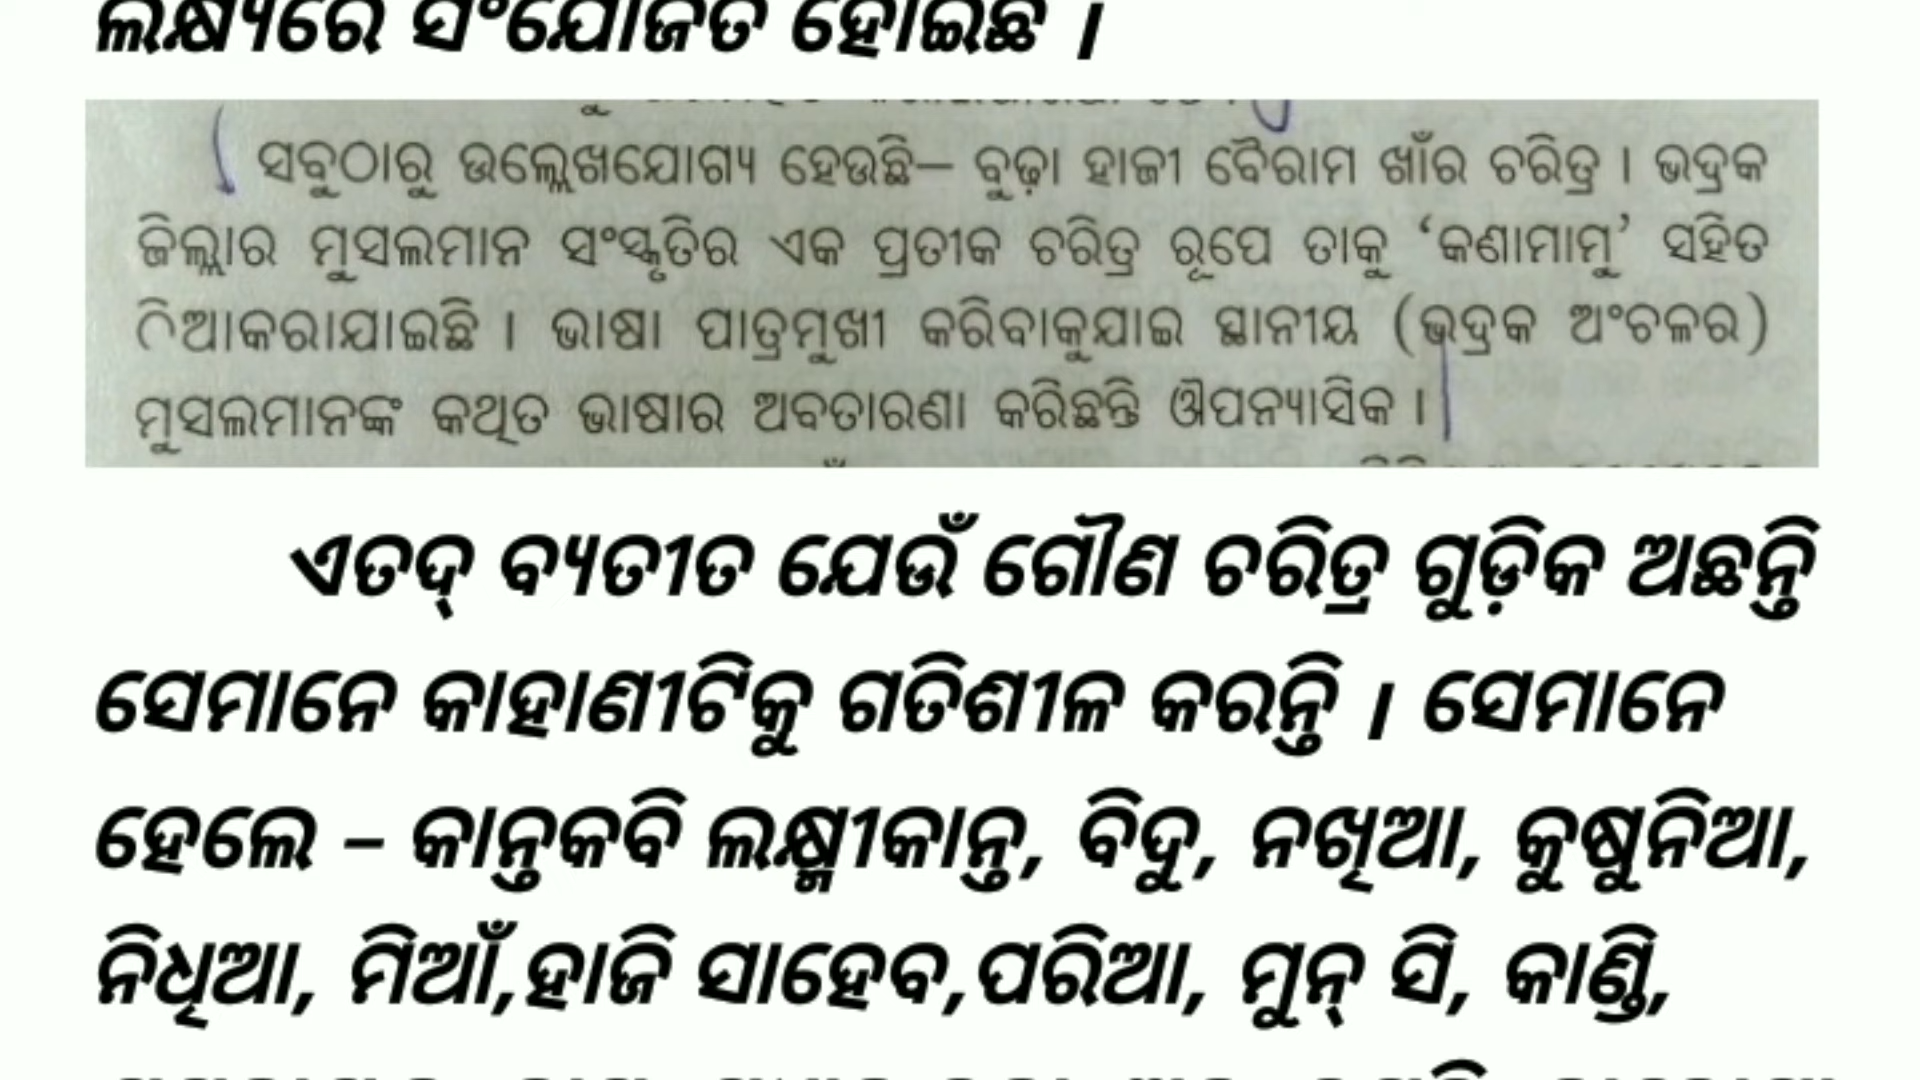 ଲକ୍ଷ୍ୟରେ ସଂଯୋଜିତ ହୋଇଛି ।
ସବୁଠାରୁ ଉଲ୍ଲେଖଯୋଗ୍ୟ ହେଉଛି– ବୁଢ଼ା ହାଜୀ ବୈରାମ ଖାଁର ଚରିତ୍ର । ଭଦ୍ରକ
ଜିଲ୍ଲାର ମୁସଲମାନ ସଂସ୍କୃତିର ଏକ ପ୍ରତୀକ ଚରିତ୍ର ରୂପେ ତାକୁ ‘କଣାମାମୁ’ ସହିତ
ଠିଆକରାଯାଇଛି । ଭାଷା ପାତ୍ରମୁଖୀ କରିବାକୁଯାଇ ସ୍ଥାନୀୟ (ଭଦ୍ରକ ଅଂଚଳର)
ମୁସଲମାନଙ୍କ କଥିତ ଭାଷାର ଅବତାରଣା କରିଛନ୍ତି ଔପନ୍ୟାସିକ ।
ଏତଦ୍ ବ୍ୟତୀତ ଯେଉଁ ଗୌଣ ଚରିତ୍ର ଗୁଡ଼ିକ ଅଛନ୍ତି
ସେମାନେ କାହାଣୀଟିକୁ ଗତିଶୀଳ କରନ୍ତି । ସେମାନେ
ହେଲେ – କାନ୍ତକବି ଲକ୍ଷ୍ମୀକାନ୍ତ, ବିଦୁ, ନଖିଆ, କୁଷୁନିଆ,
ନିଧିଆ, ମିଆଁ,ହାଜି ସାହେବ,ପରିଆ, ମୁନ୍ ସି, କାଣ୍ଡି,